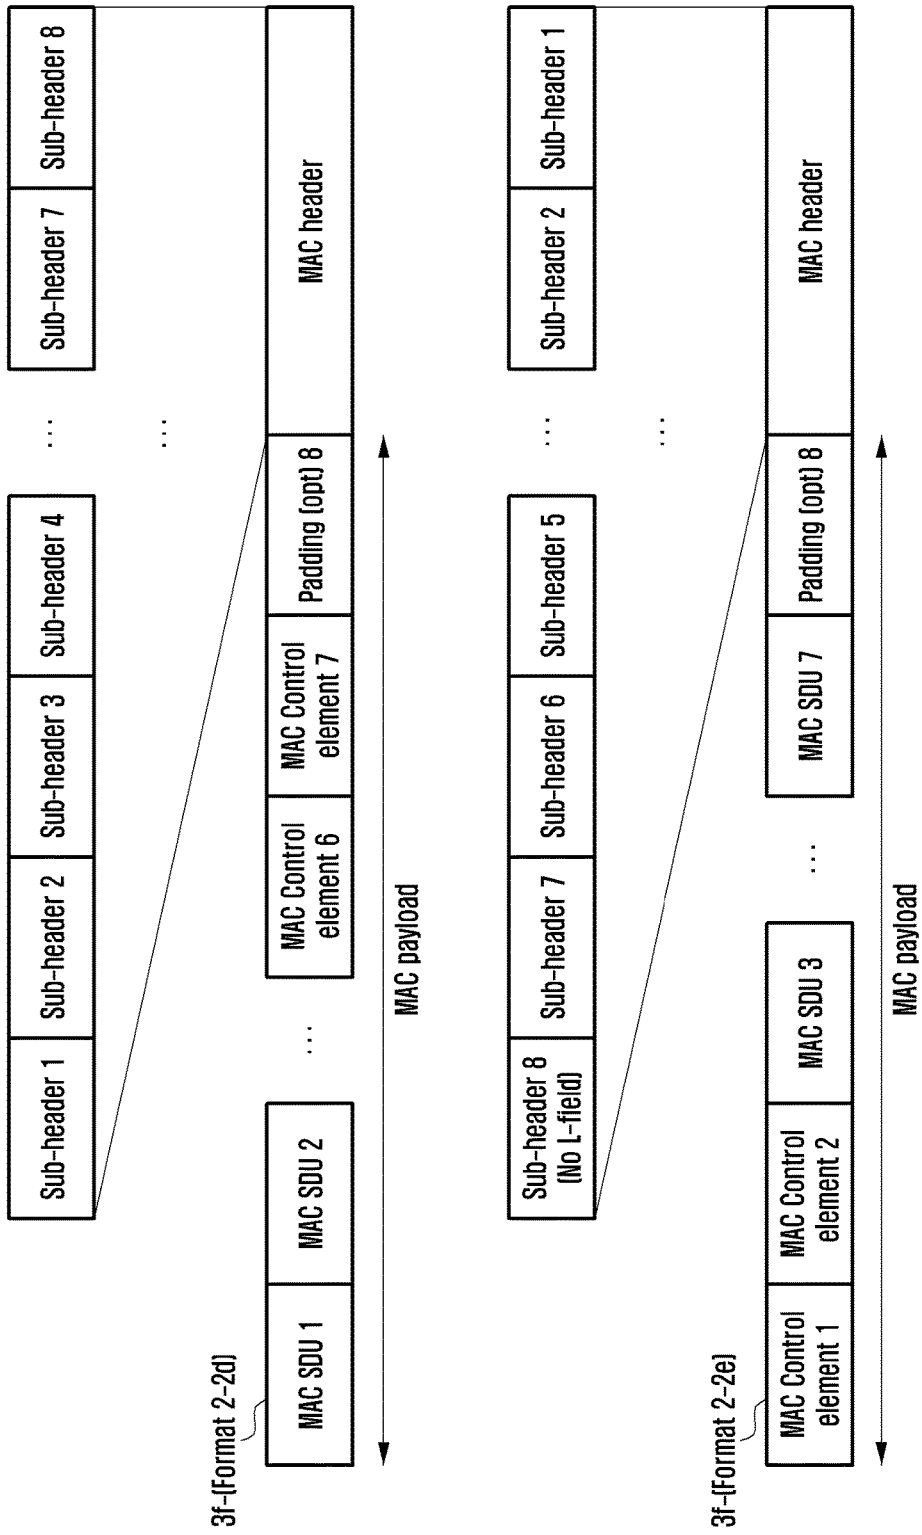 Sub-header 1
Sub-header 2
Sub-header 3
Sub-header 4
...
Sub-header 7
Sub-header 8
...
3f-(Format 2-2d)
MAC SDU 1
MAC SDU 2
...
MAC Control
element 6
MAC Control
element 7
Padding (opt) 8
MAC header
MAC payload
Sub-header 8
(No L-field)
Sub-header 7
Sub-header 6
Sub-header 5
...
Sub-header 2
Sub-header 1
...
3f-(Format 2-2e)
MAC Control
element 1
MAC Control
element 2
MAC SDU 3
...
MAC SDU 7
Padding (opt) 8
MAC header
MAC payload